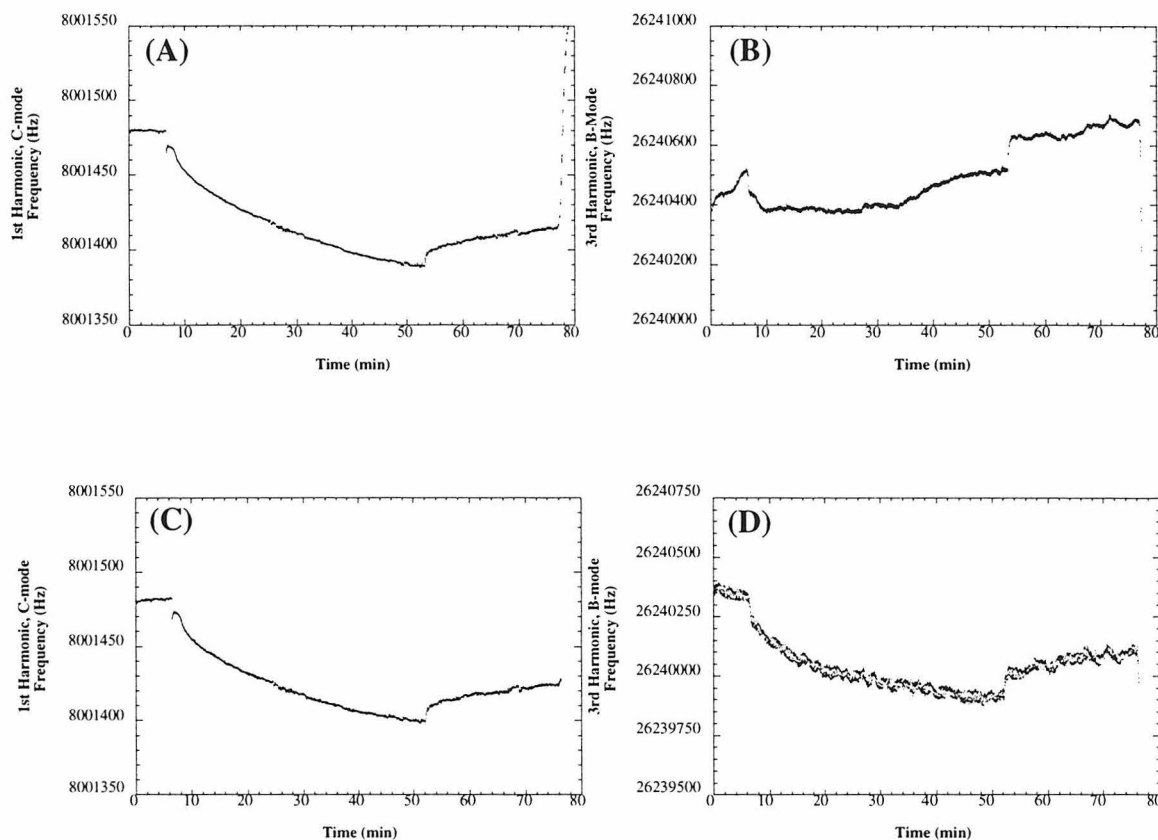 (A)
1st Harmonic, C-mode
Frequency (Hz)
8001550
8001500
8001450
8001400
8001350
0 10 20 30 40 50 60 70 80
Time (min)
(B)
3rd Harmonic, B-Mode
Frequency (Hz)
26241000
26240800
26240600
26240400
26240200
26240000
0 10 20 30 40 50 60 70 80
Time (min)
(C)
1st Harmonic, C-mode
Frequency (Hz)
8001550
8001500
8001450
8001400
8001350
0 10 20 30 40 50 60 70 80
Time (min)
(D)
3rd Harmonic, B-mode
Frequency (Hz)
26240750
26240500
26240250
26240000
26239750
26239500
0 10 20 30 40 50 60 70 80
Time (min)